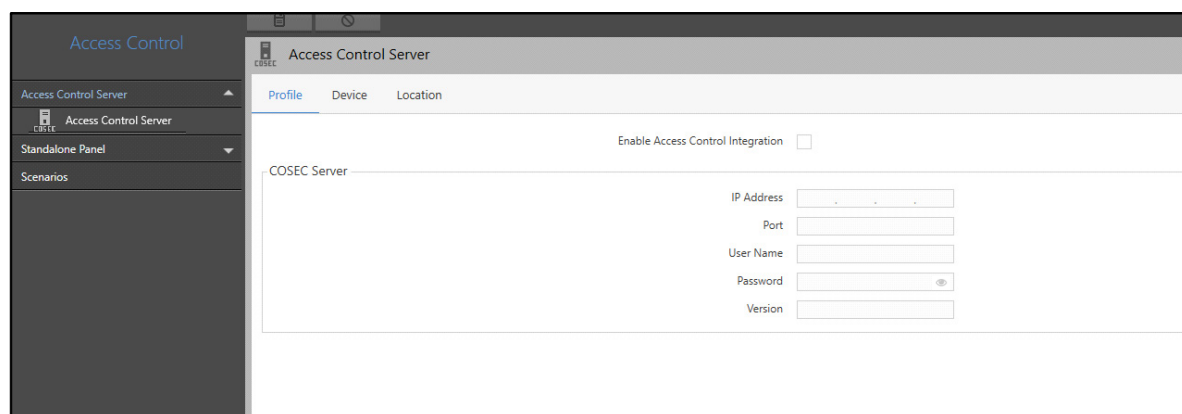 Access Control
Access Control Server
COSEC
Access Control Server
Standalone Panel
Scenarios
COSEC
Access Control Server
Profile Device Location
Enable Access Control Integration
COSEC Server
IP Address . . .
Port
User Name
Password
Version